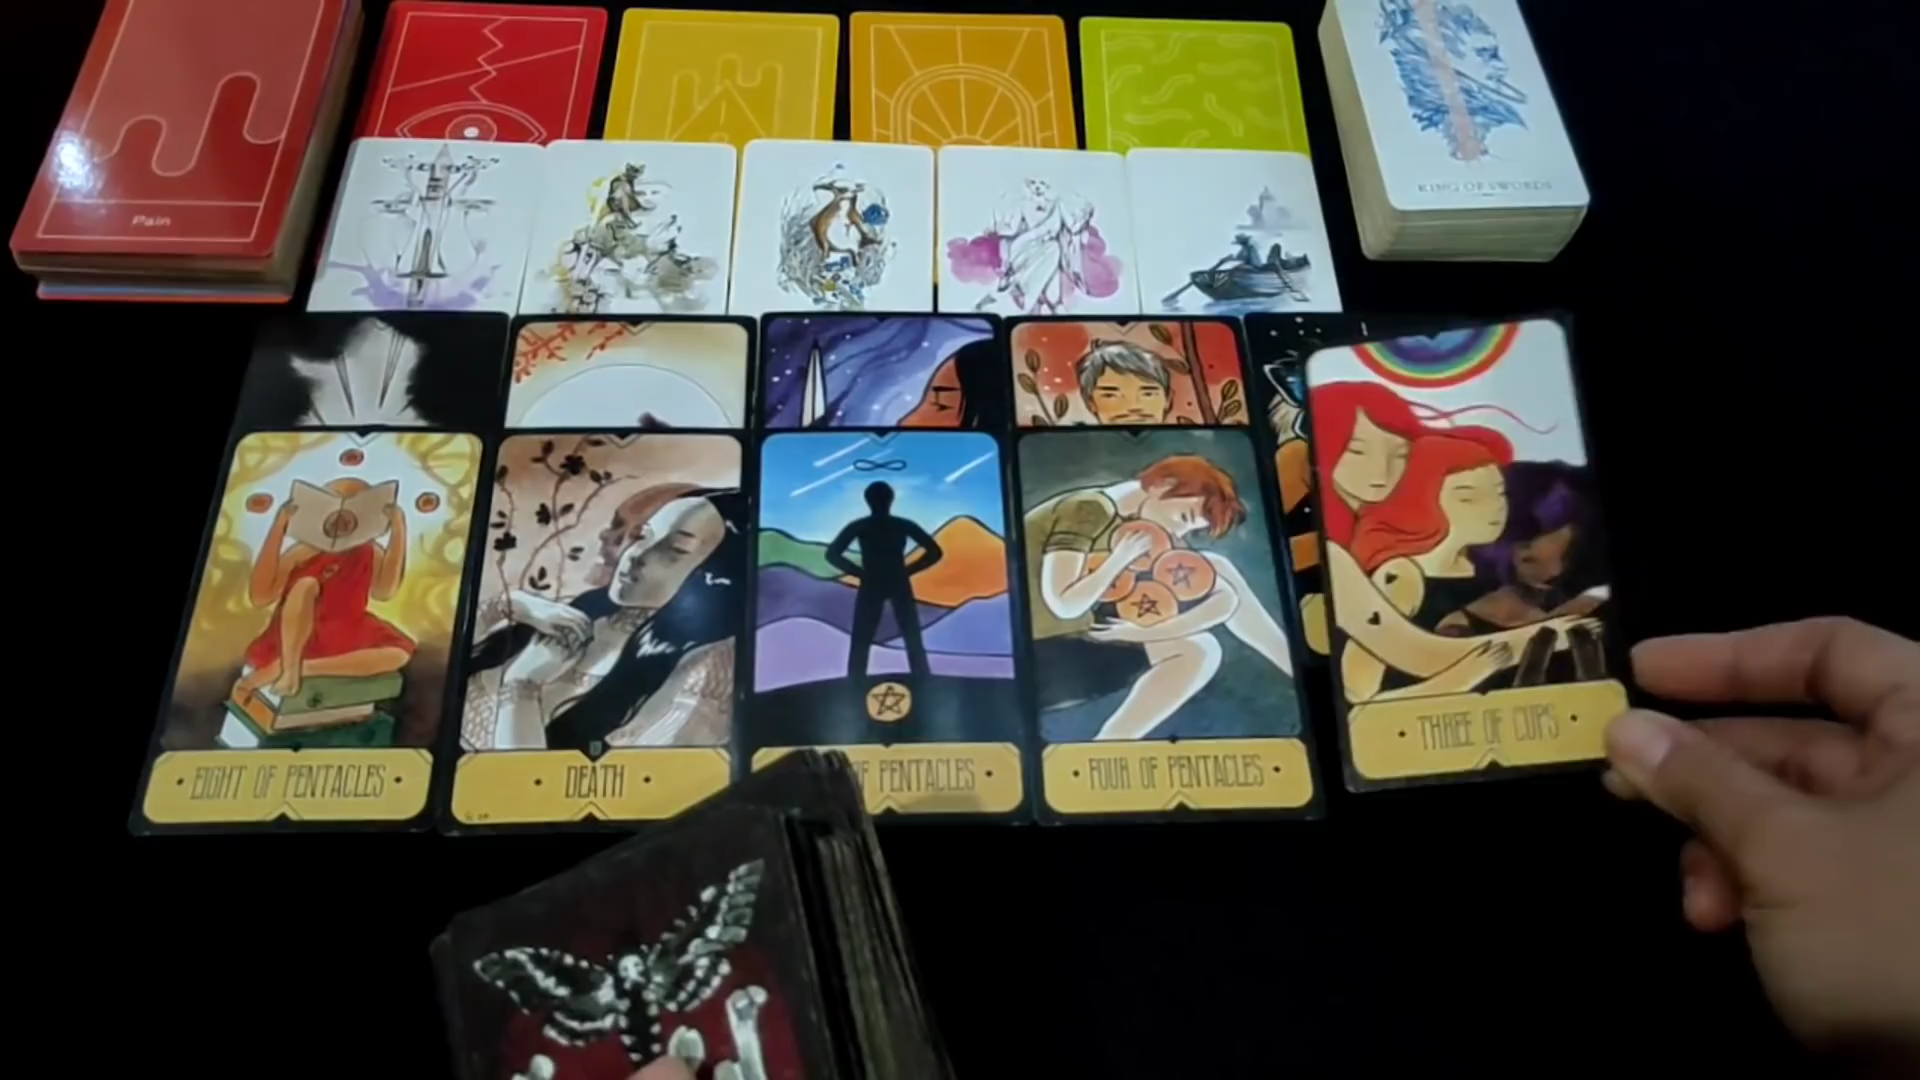 Pain
KING OF SWORDS
• EIGHT OF PENTACLES •
• DEATH •
OF PENTACLES •
• FOUR OF PENTACLES •
• THREE OF CUPS •